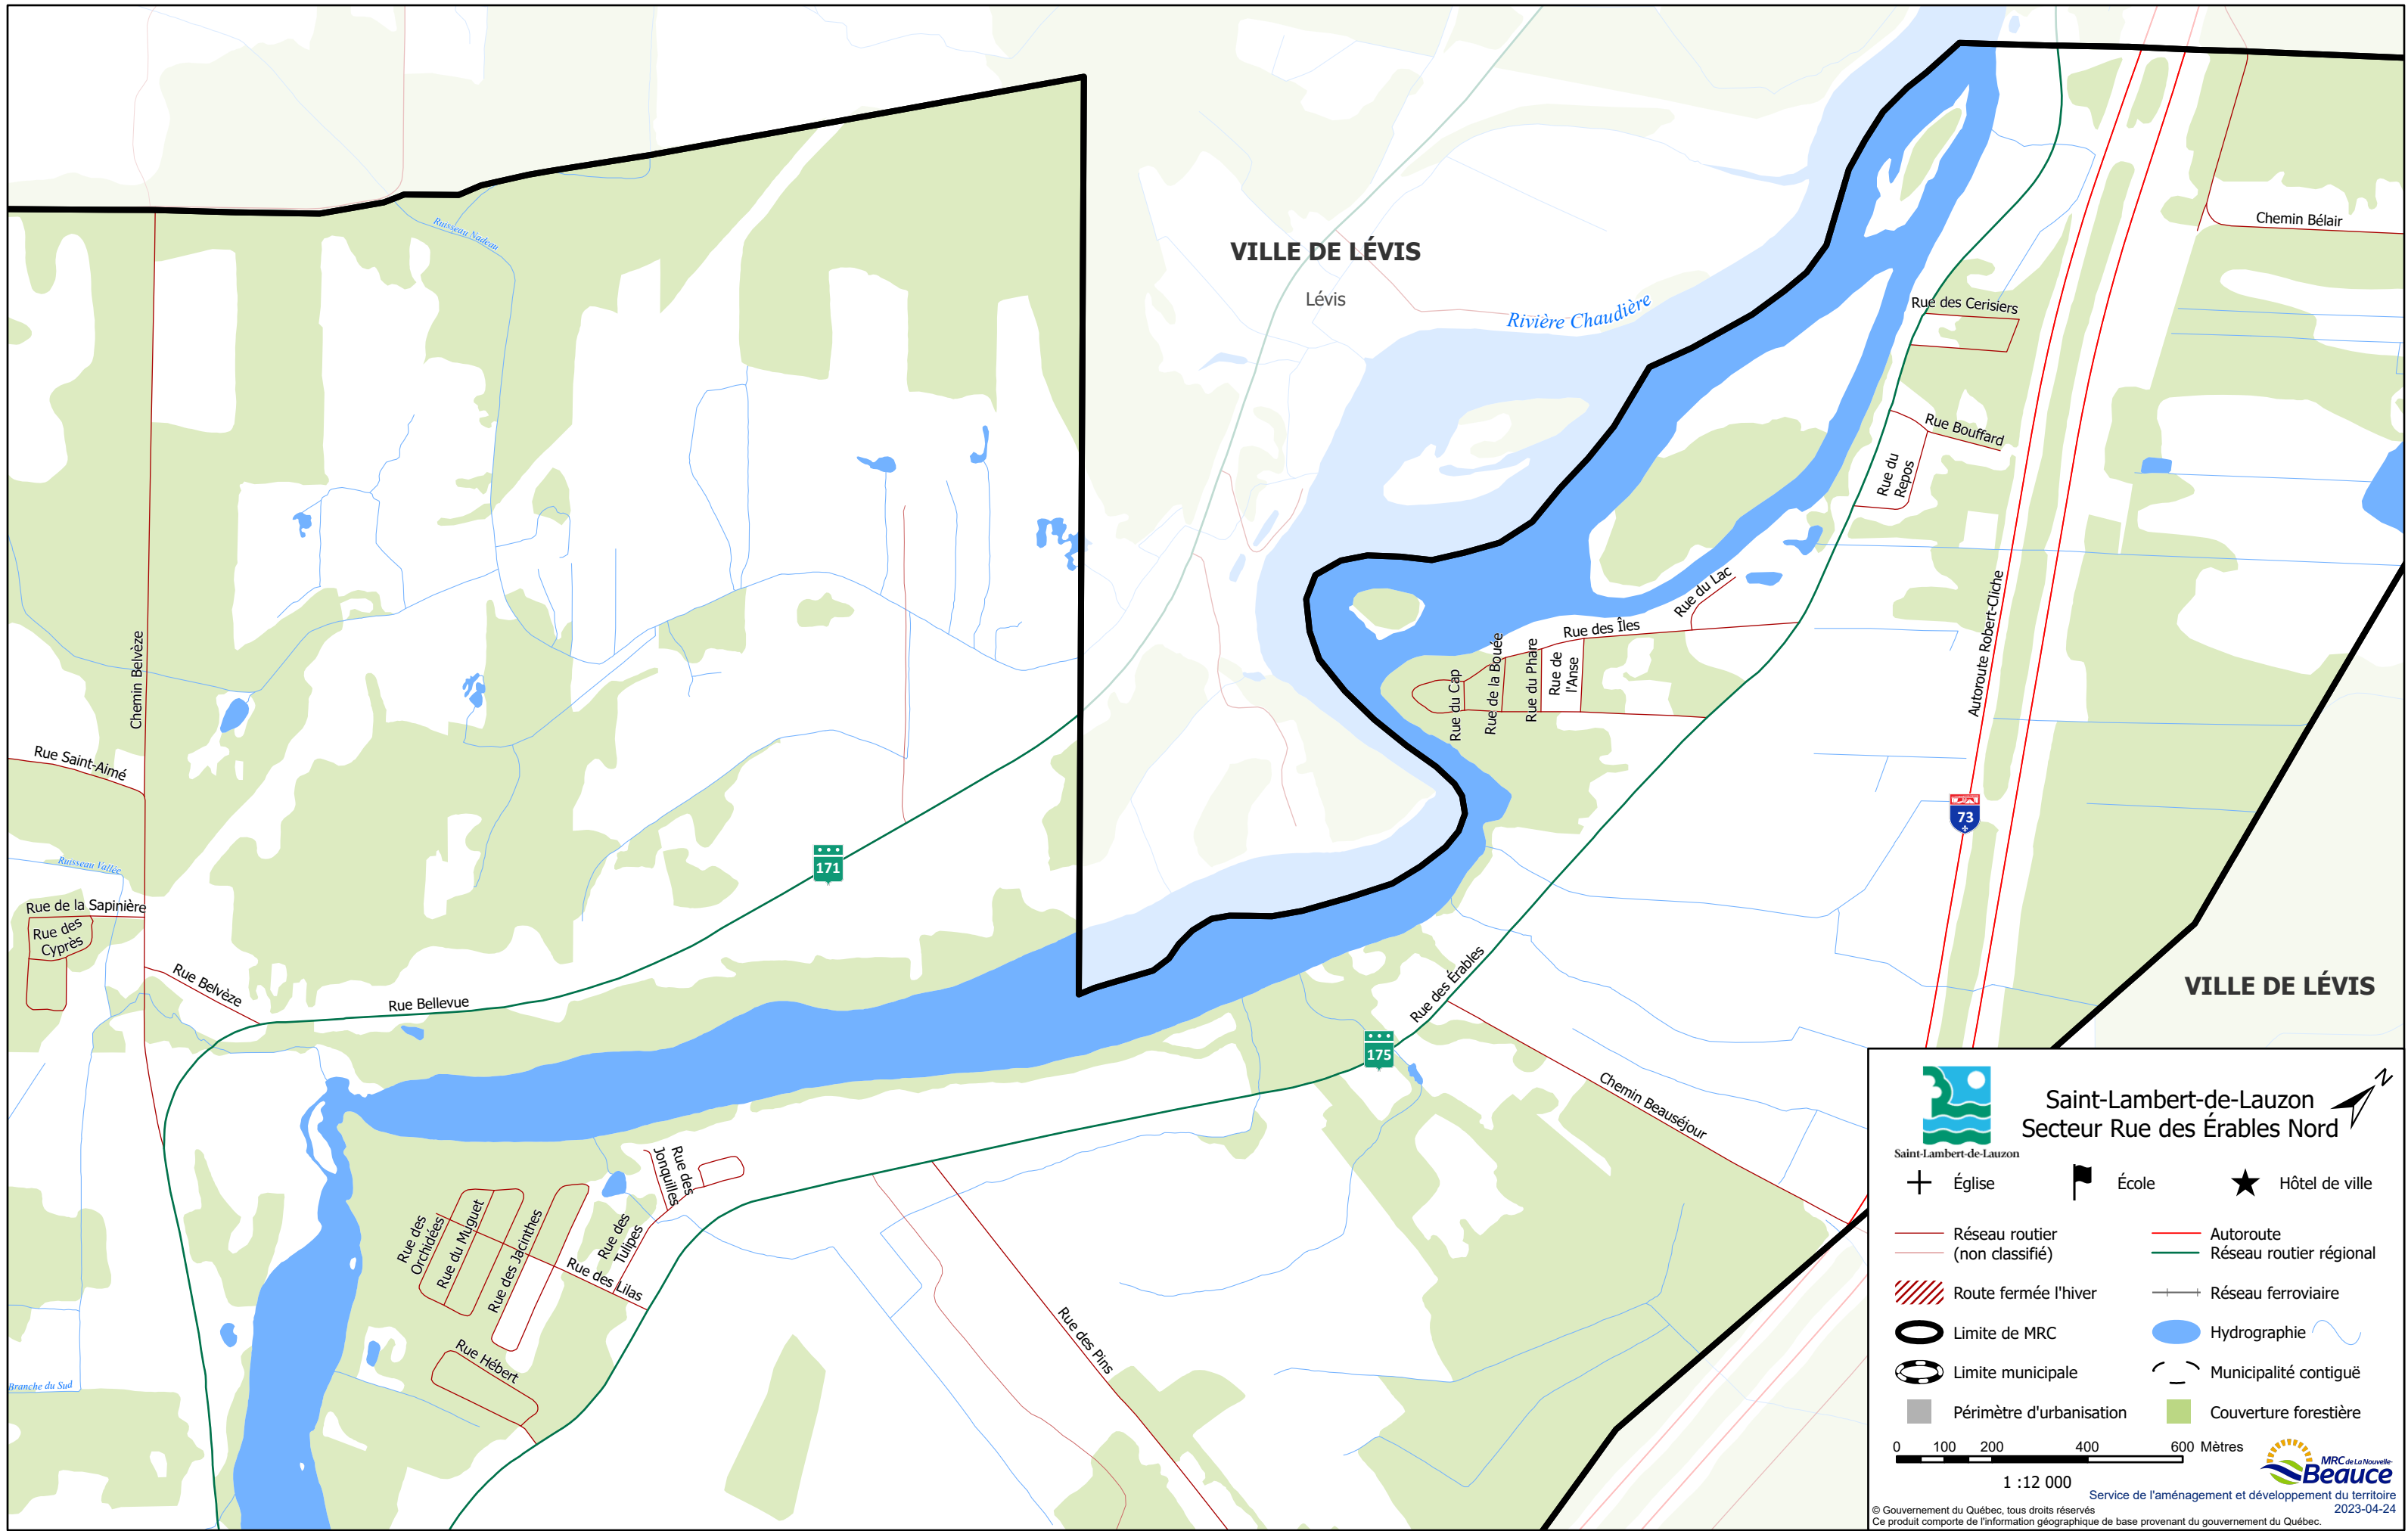 VILLE DE LÉVIS
Lévis
Rivière Chaudière
Ruisseau Nadeau
Chemin Bélair
Rue des Cerisiers
Rue Bouffard
Rue du
Repos
Autoroute Robert-Cliche
Rue du Lac
Rue des Îles
Rue du Cap
Rue de la Bouée
Rue du Phare
Rue de
l'Anse
Chemin Belvèze
Rue Saint-Aimé
Ruisseau Vallée
Rue de la Sapinière
Rue des
Cyprès
Rue Belvèze
Rue Bellevue
171
73
175
Rue des Érables
Chemin Beauséjour
VILLE DE LÉVIS
Rue des
Jonquilles
Rue des
Orchidées
Rue du Muguet
Rue des Jacinthes
Rue des
Tulipes
Rue des Lilas
Rue Hébert
Rue des Pins
Branche du Sud
Saint-Lambert-de-Lauzon
Saint-Lambert-de-Lauzon
Secteur Rue des Érables Nord
N
Église
École
Hôtel de ville
Réseau routier
(non classifié)
Autoroute
Réseau routier régional
Route fermée l'hiver
Réseau ferroviaire
Limite de MRC
Hydrographie
Limite municipale
Municipalité contiguë
Périmètre d'urbanisation
Couverture forestière
0 100 200 400 600 Mètres
1 :12 000
MRC de La Nouvelle-
Beauce
Service de l'aménagement et développement du territoire
2023-04-24
© Gouvernement du Québec, tous droits réservés
Ce produit comporte de l'information géographique de base provenant du gouvernement du Québec.